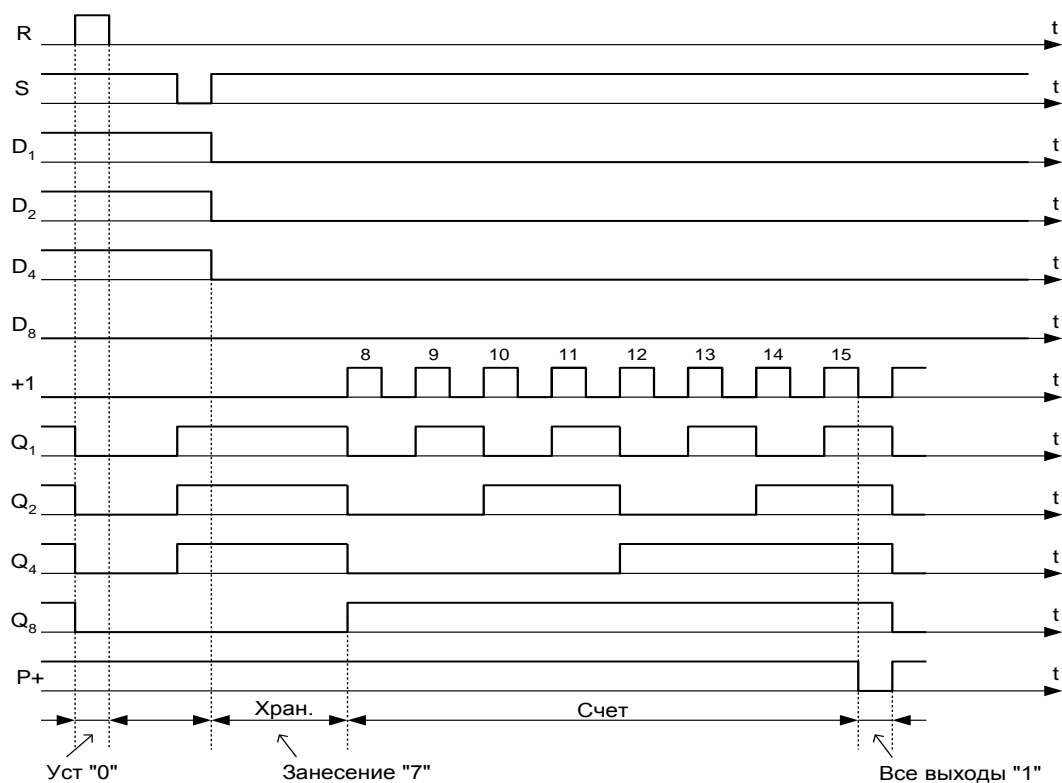 R t
S t
D₁ t
D₂ t
D₄ t
D₈ t
8 9 10 11 12 13 14 15
+1 t
Q₁ t
Q₂ t
Q₄ t
Q₈ t
P+ t
Хран. Счет
Уст "0" Занесение "7" Все выходы "1"